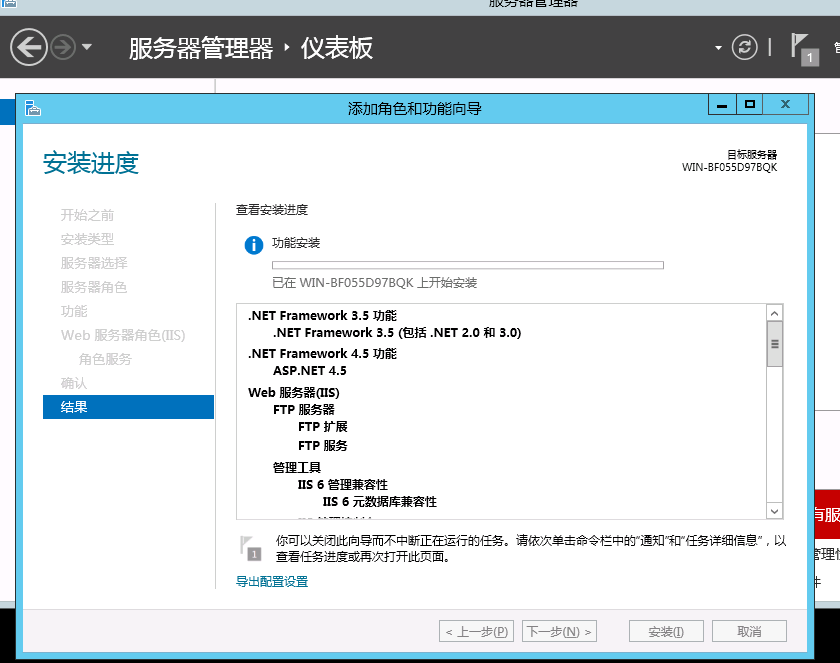 服务器管理器
服务器管理器 · 仪表板
1
添加角色和功能向导
安装进度
目标服务器
WIN-BF055D97BQK
开始之前
安装类型
服务器选择
服务器角色
功能
Web 服务器角色(IIS)
角色服务
确认
结果
查看安装进度
功能安装
已在 WIN-BF055D97BQK 上开始安装
.NET Framework 3.5 功能
.NET Framework 3.5 (包括 .NET 2.0 和 3.0)
.NET Framework 4.5 功能
ASP.NET 4.5
Web 服务器(IIS)
FTP 服务器
FTP 扩展
FTP 服务
管理工具
IIS 6 管理兼容性
IIS 6 元数据库兼容性
1
你可以关闭此向导而不中断正在运行的任务。请依次单击命令栏中的“通知”和“任务详细信息”，以
查看任务进度或再次打开此页面。
导出配置设置
< 上一步(P)
下一步(N) >
安装(I)
取消
有服
管理性
件